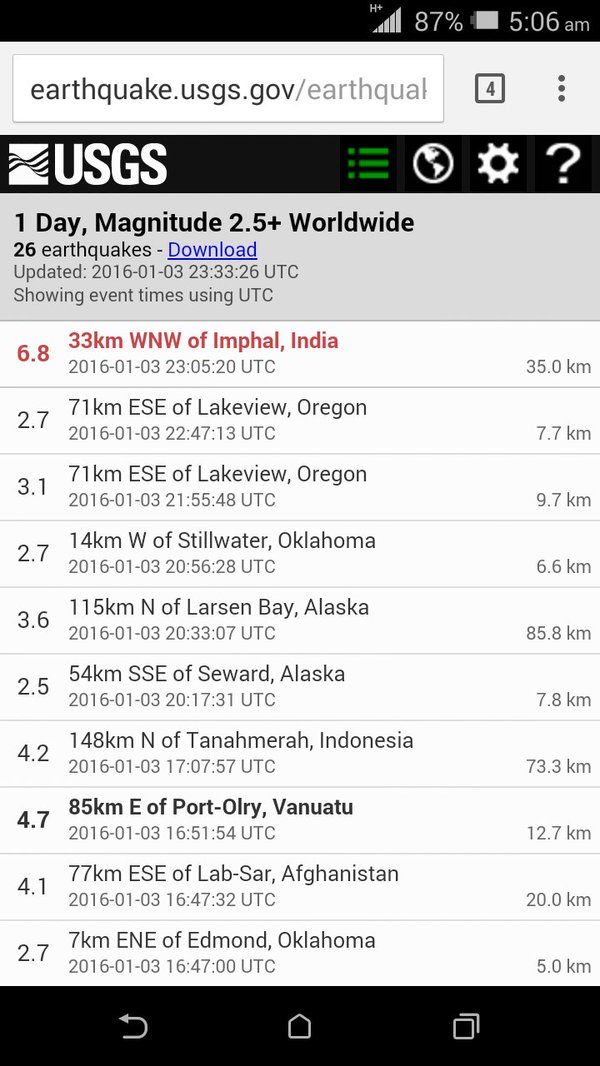 H+ 87% 5:06 am
earthquake.usgs.gov/earthqual 4
USGS ?
1 Day, Magnitude 2.5+ Worldwide
26 earthquakes - Download
Updated: 2016-01-03 23:33:26 UTC
Showing event times using UTC
6.8 33km WNW of Imphal, India
2016-01-03 23:05:20 UTC 35.0 km
2.7 71km ESE of Lakeview, Oregon
2016-01-03 22:47:13 UTC 7.7 km
3.1 71km ESE of Lakeview, Oregon
2016-01-03 21:55:48 UTC 9.7 km
2.7 14km W of Stillwater, Oklahoma
2016-01-03 20:56:28 UTC 6.6 km
3.6 115km N of Larsen Bay, Alaska
2016-01-03 20:33:07 UTC 85.8 km
2.5 54km SSE of Seward, Alaska
2016-01-03 20:17:31 UTC 7.8 km
4.2 148km N of Tanahmerah, Indonesia
2016-01-03 17:07:57 UTC 73.3 km
4.7 85km E of Port-Olry, Vanuatu
2016-01-03 16:51:54 UTC 12.7 km
4.1 77km ESE of Lab-Sar, Afghanistan
2016-01-03 16:47:32 UTC 20.0 km
2.7 7km ENE of Edmond, Oklahoma
2016-01-03 16:47:00 UTC 5.0 km